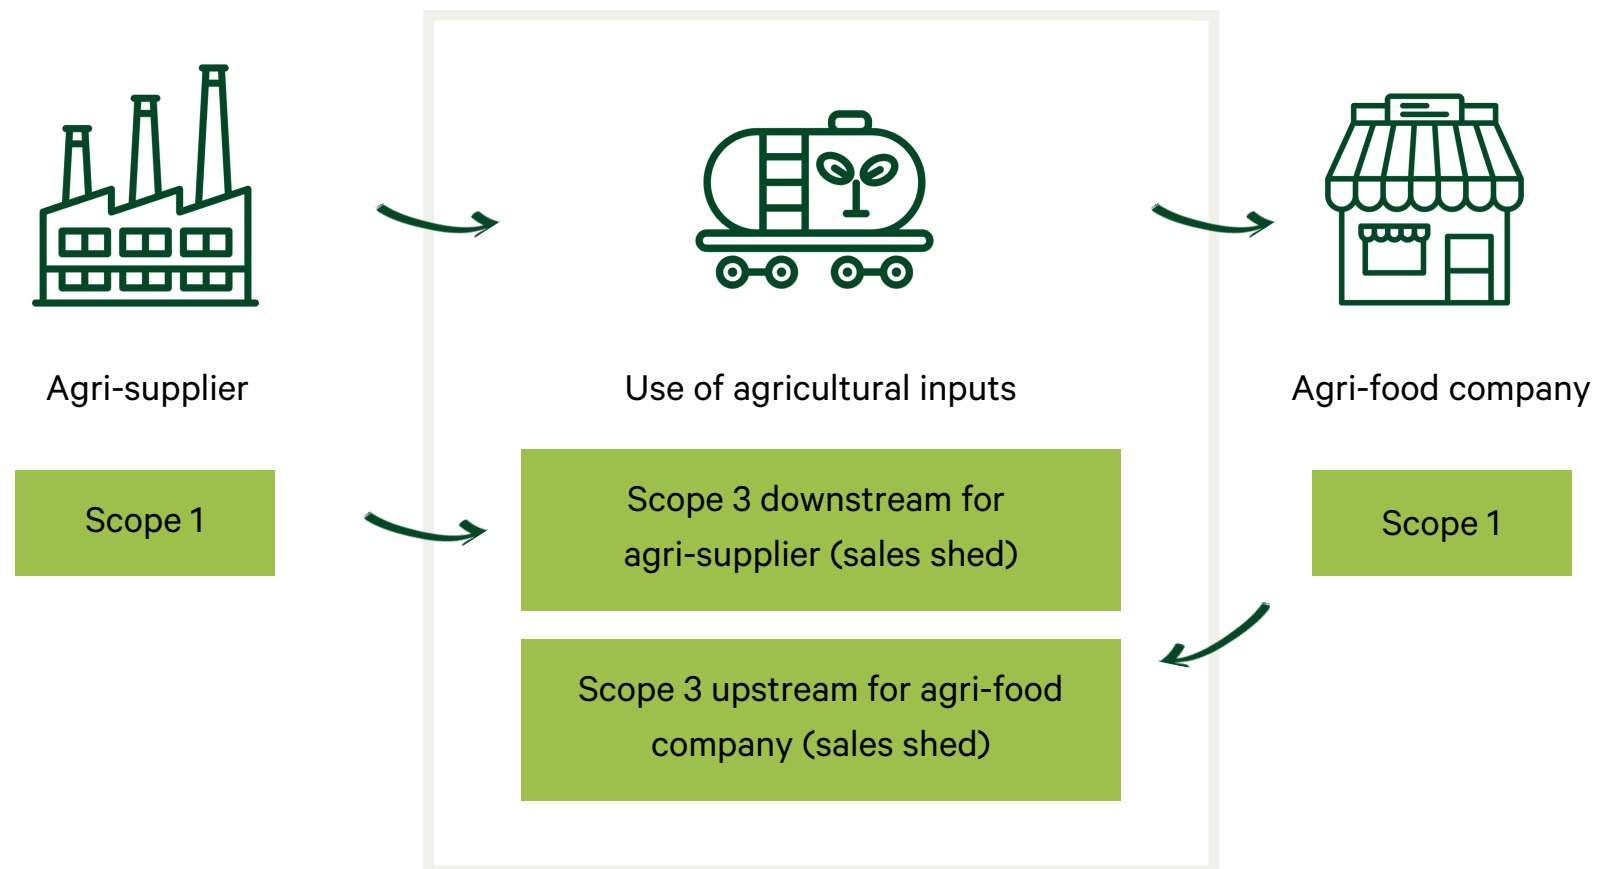 Agri-supplier
Use of agricultural inputs
Agri-food company
Scope 1
Scope 3 downstream for
agri-supplier (sales shed)
Scope 3 upstream for agri-food
company (sales shed)
Scope 1